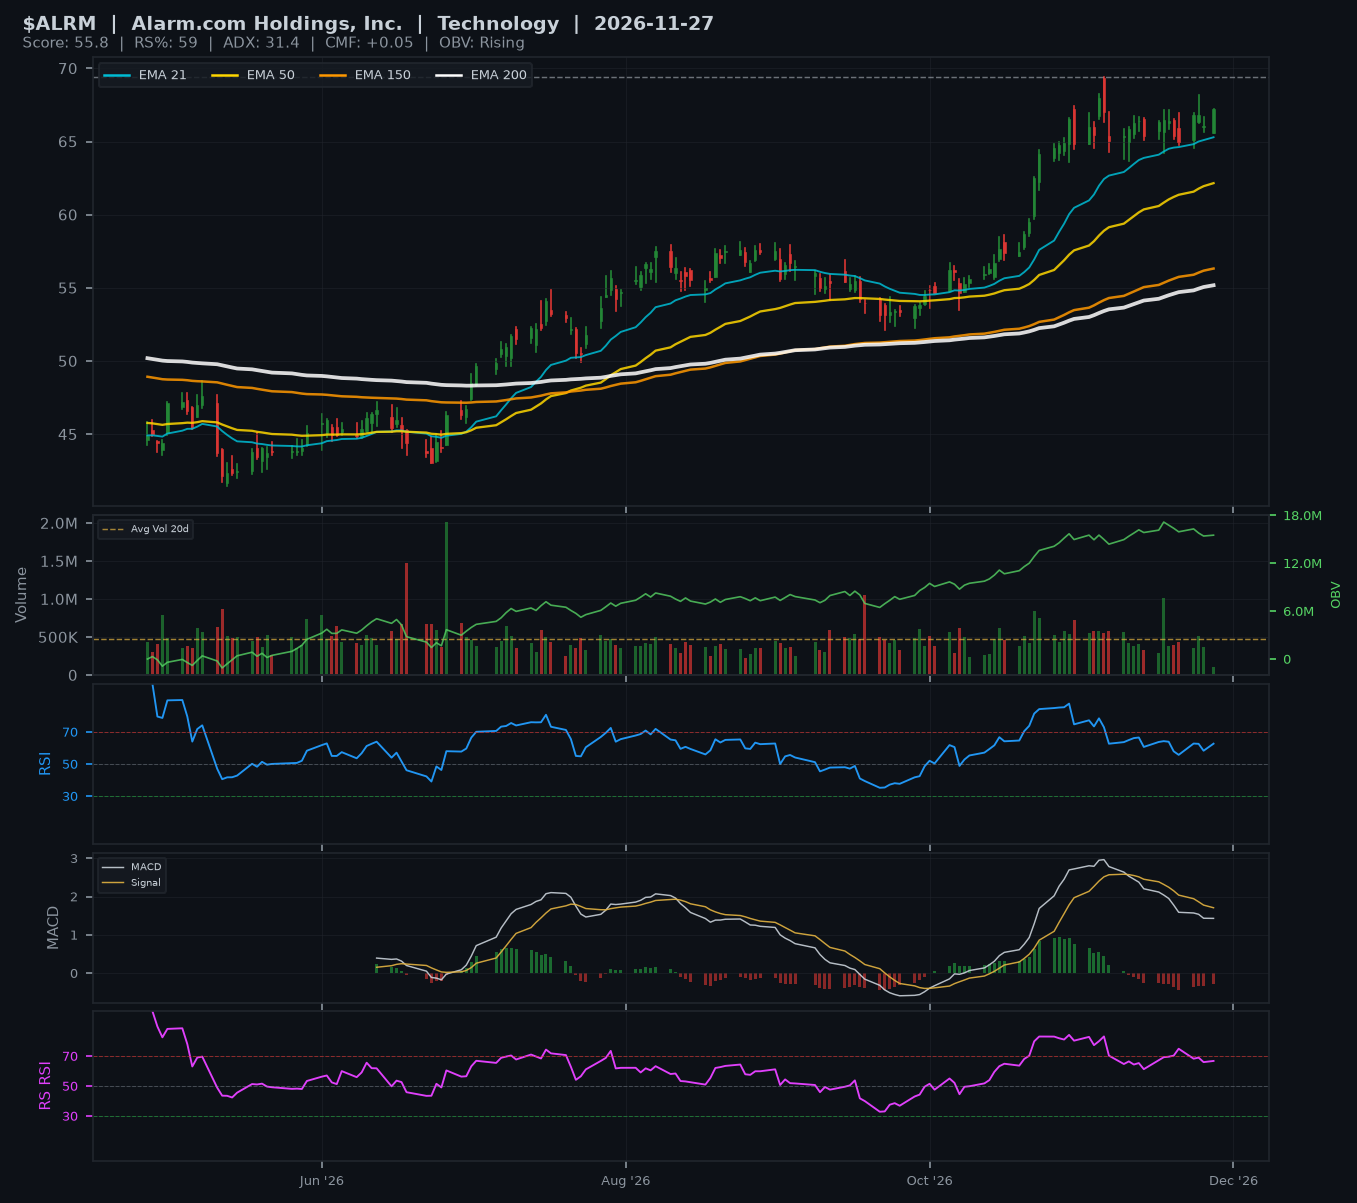 $ALRM | Alarm.com Holdings, Inc. | Technology | 2026-11-27
Score: 55.8 | RS%: 59 | ADX: 31.4 | CMF: +0.05 | OBV: Rising
EMA 21 EMA 50 EMA 150 EMA 200
70
65
60
55
50
45
Avg Vol 20d
2.0M
1.5M
1.0M
500K
0
Volume
18.0M
12.0M
6.0M
0
OBV
70
50
30
RSI
MACD
Signal
3
2
1
0
MACD
70
50
30
RS RSI
Jun '26 Aug '26 Oct '26 Dec '26